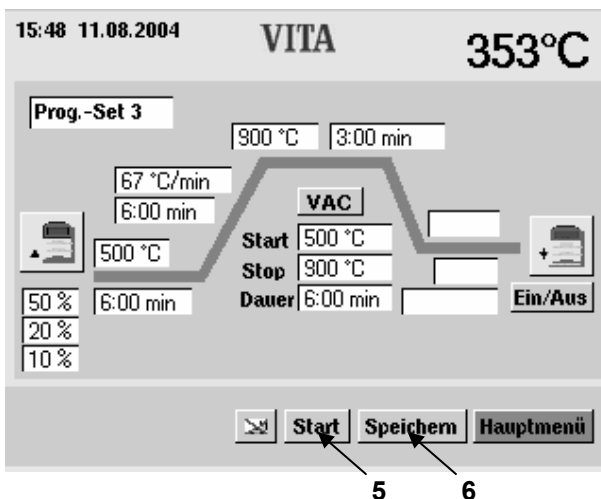 15:48 11.08.2004 VITA 353°C
Prog.-Set 3
900 °C 3:00 min
67 °C/min
6:00 min
VAC
500 °C
Start 500 °C
Stop 900 °C
50 % 6:00 min Dauer 6:00 min Ein/Aus
20 %
10 %
Start Speichern Hauptmenü
5 6